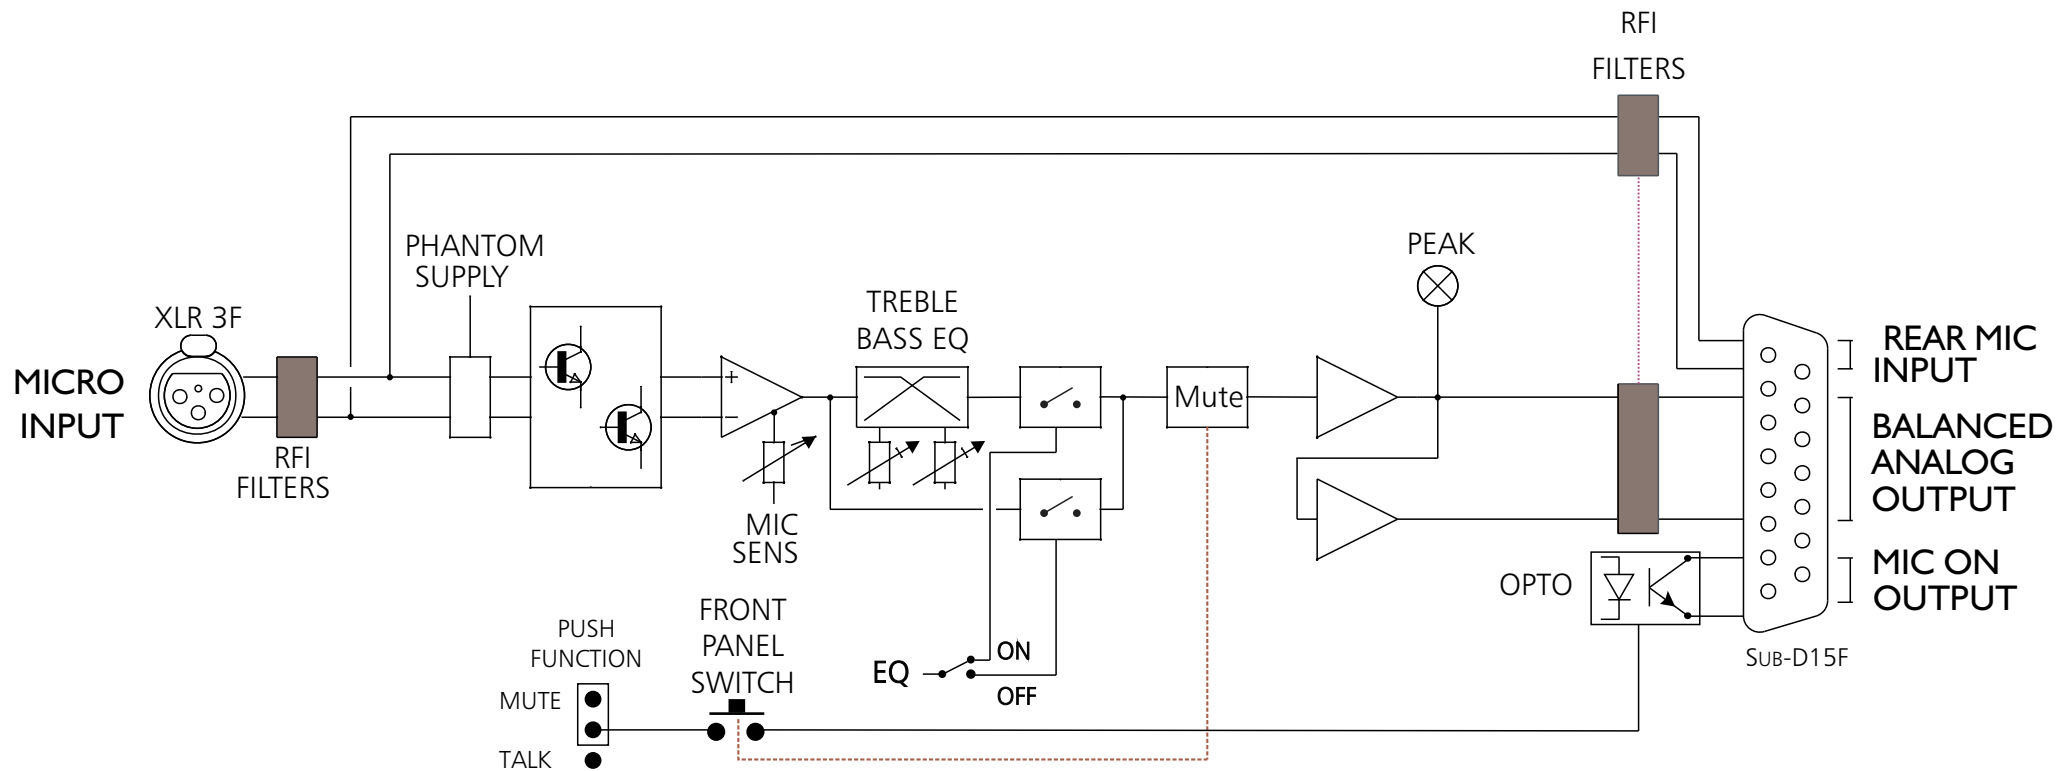 RFI
FILTERS
PHANTOM
SUPPLY
PEAK
XLR 3F
TREBLE
BASS EQ
MICRO
INPUT
RFI
FILTERS
+
−
Mute
REAR MIC
INPUT
BALANCED
ANALOG
OUTPUT
MIC
SENS
OPTO
MIC ON
OUTPUT
SUB-D15F
FRONT
PANEL
SWITCH
PUSH
FUNCTION
MUTE
TALK
EQ
ON
OFF